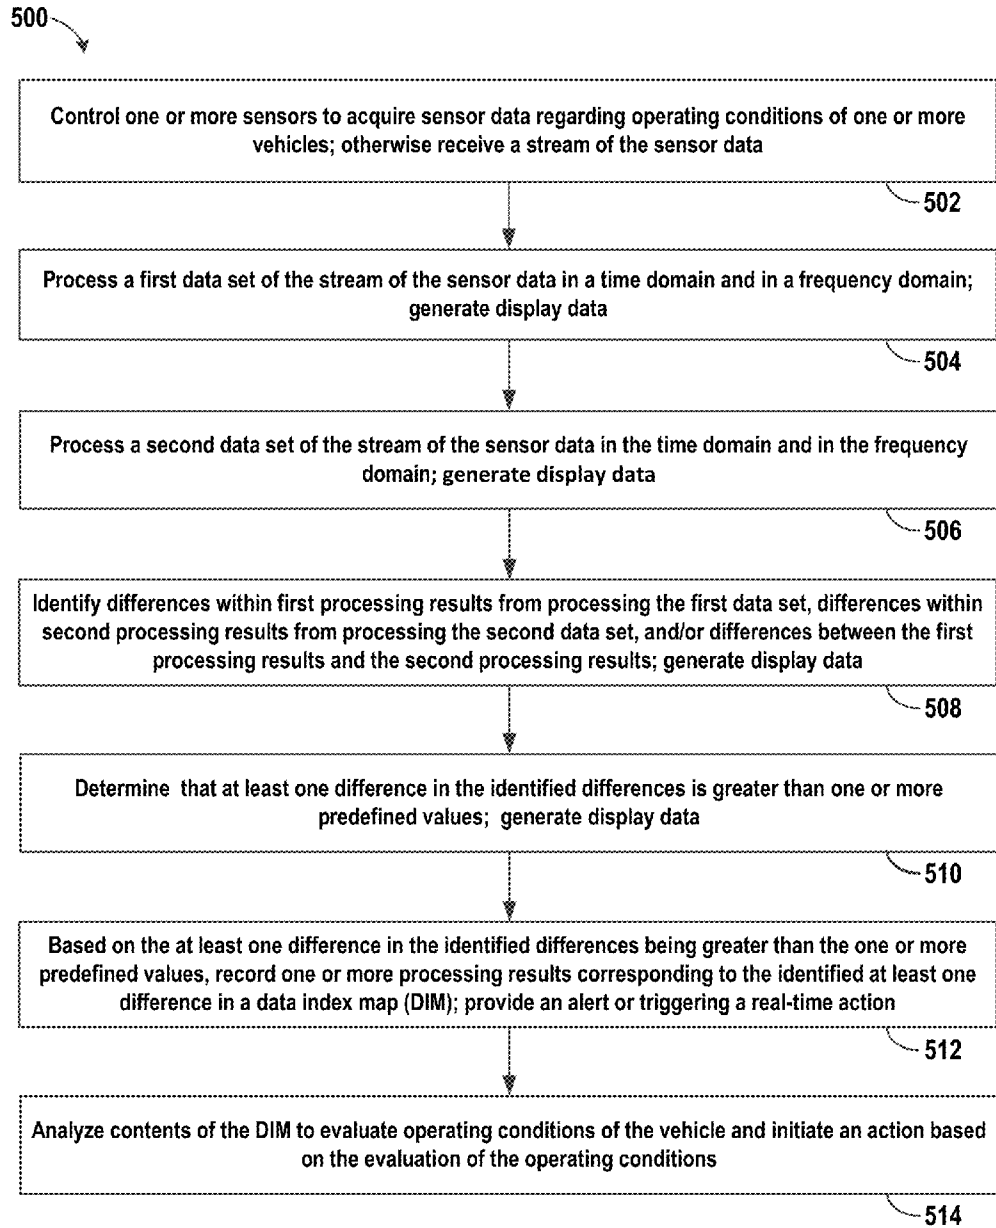 500
Control one or more sensors to acquire sensor data regarding operating conditions of one or more
vehicles; otherwise receive a stream of the sensor data
502
Process a first data set of the stream of the sensor data in a time domain and in a frequency domain;
generate display data
504
Process a second data set of the stream of the sensor data in the time domain and in the frequency
domain; generate display data
506
Identify differences within first processing results from processing the first data set, differences within
second processing results from processing the second data set, and/or differences between the first
processing results and the second processing results; generate display data
508
Determine that at least one difference in the identified differences is greater than one or more
predefined values; generate display data
510
Based on the at least one difference in the identified differences being greater than the one or more
predefined values, record one or more processing results corresponding to the identified at least one
difference in a data index map (DIM); provide an alert or triggering a real-time action
512
Analyze contents of the DIM to evaluate operating conditions of the vehicle and initiate an action based
on the evaluation of the operating conditions
514